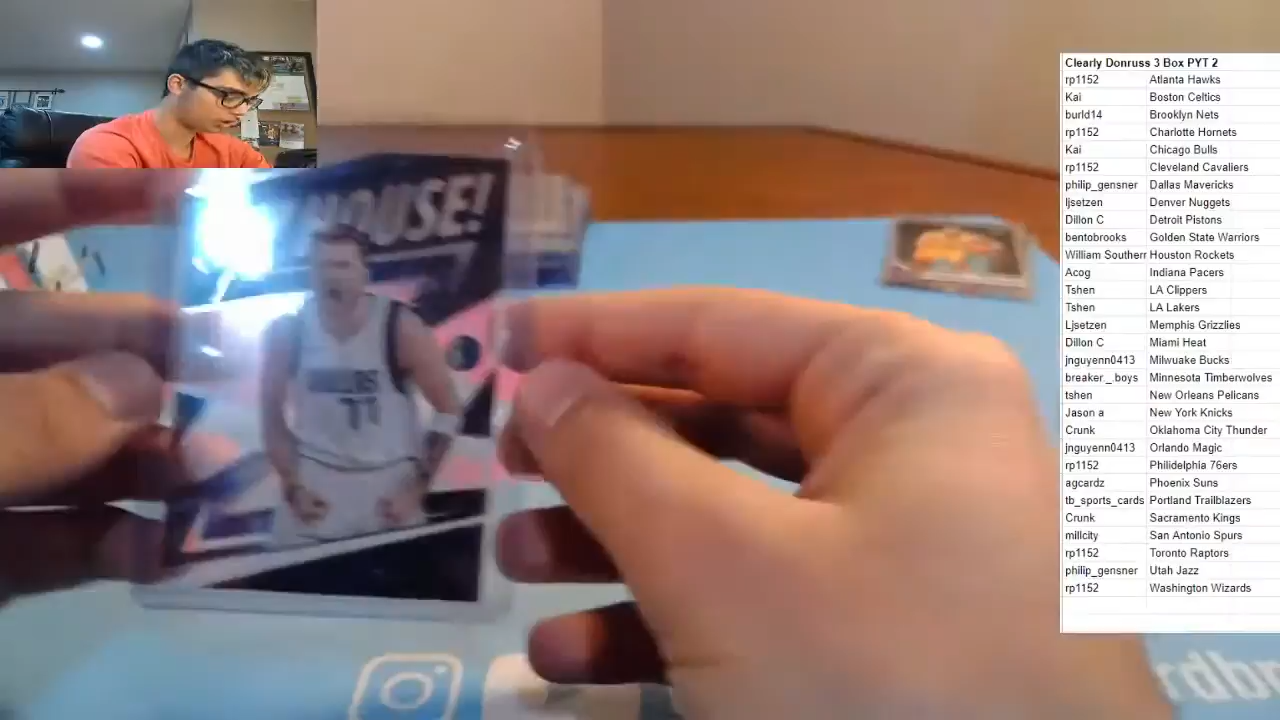 HOUSE!
77
Clearly Donruss 3 Box PYT 2
rp1152 Atlanta Hawks
Kai Boston Celtics
burld14 Brooklyn Nets
rp1152 Charlotte Hornets
Kai Chicago Bulls
rp1152 Cleveland Cavaliers
philip_gensner Dallas Mavericks
ljsetzen Denver Nuggets
Dillon C Detroit Pistons
bentobrooks Golden State Warriors
William Southerr Houston Rockets
Acog Indiana Pacers
Tshen LA Clippers
Tshen LA Lakers
Ljsetzen Memphis Grizzlies
Dillon C Miami Heat
jnguyenn0413 Milwuake Bucks
breaker_.boys Minnesota Timberwolves
tshen New Orleans Pelicans
Jason a New York Knicks
Crunk Oklahoma City Thunder
jnguyenn0413 Orlando Magic
rp1152 Philidelphia 76ers
agcardz Phoenix Suns
tb_sports_cards Portland Trailblazers
Crunk Sacramento Kings
millcity San Antonio Spurs
rp1152 Toronto Raptors
philip_gensner Utah Jazz
rp1152 Washington Wizards